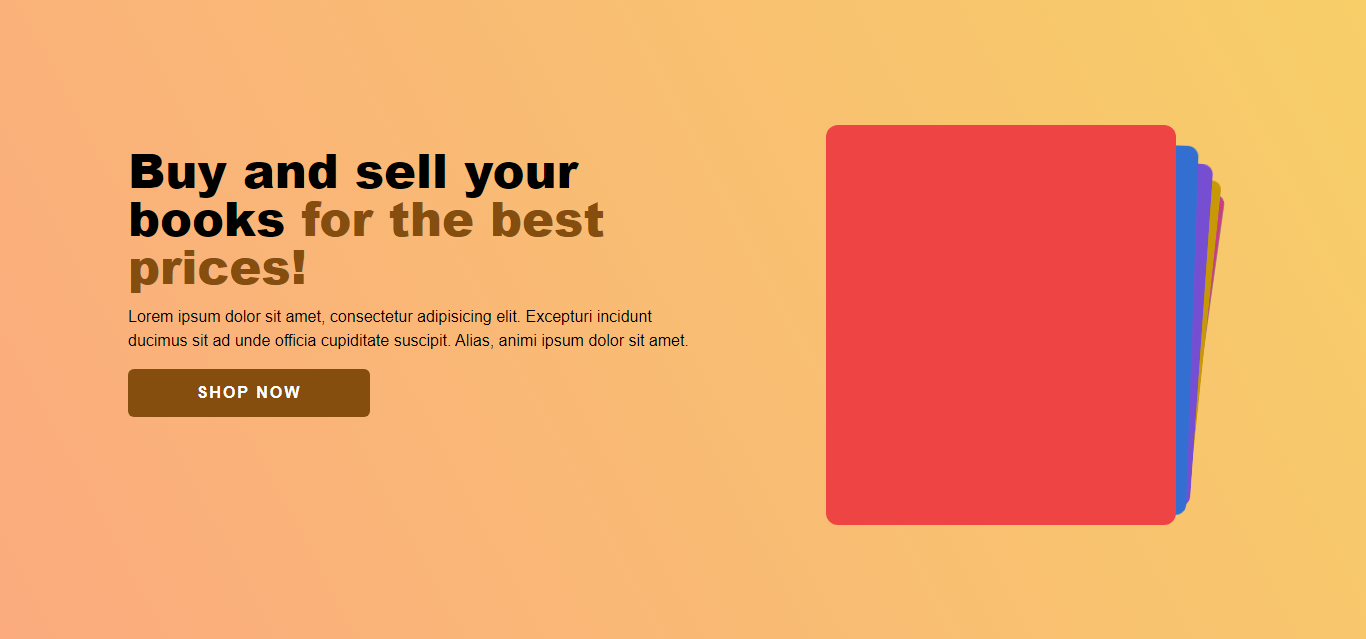 Buy and sell your
books for the best
prices!
Lorem ipsum dolor sit amet, consectetur adipisicing elit. Excepturi incidunt
ducimus sit ad unde officia cupiditate suscipit. Alias, animi ipsum dolor sit amet.
SHOP NOW